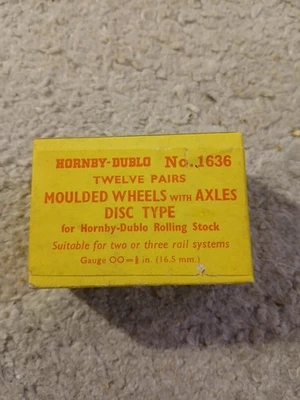 HORNBY-DUBLO No. 1636
TWELVE PAIRS
MOULDED WHEELS WITH AXLES
DISC TYPE
for Hornby-Dublo Rolling Stock
Suitable for two or three rail systems
Gauge OO—⅝ in. (16.5 mm.)